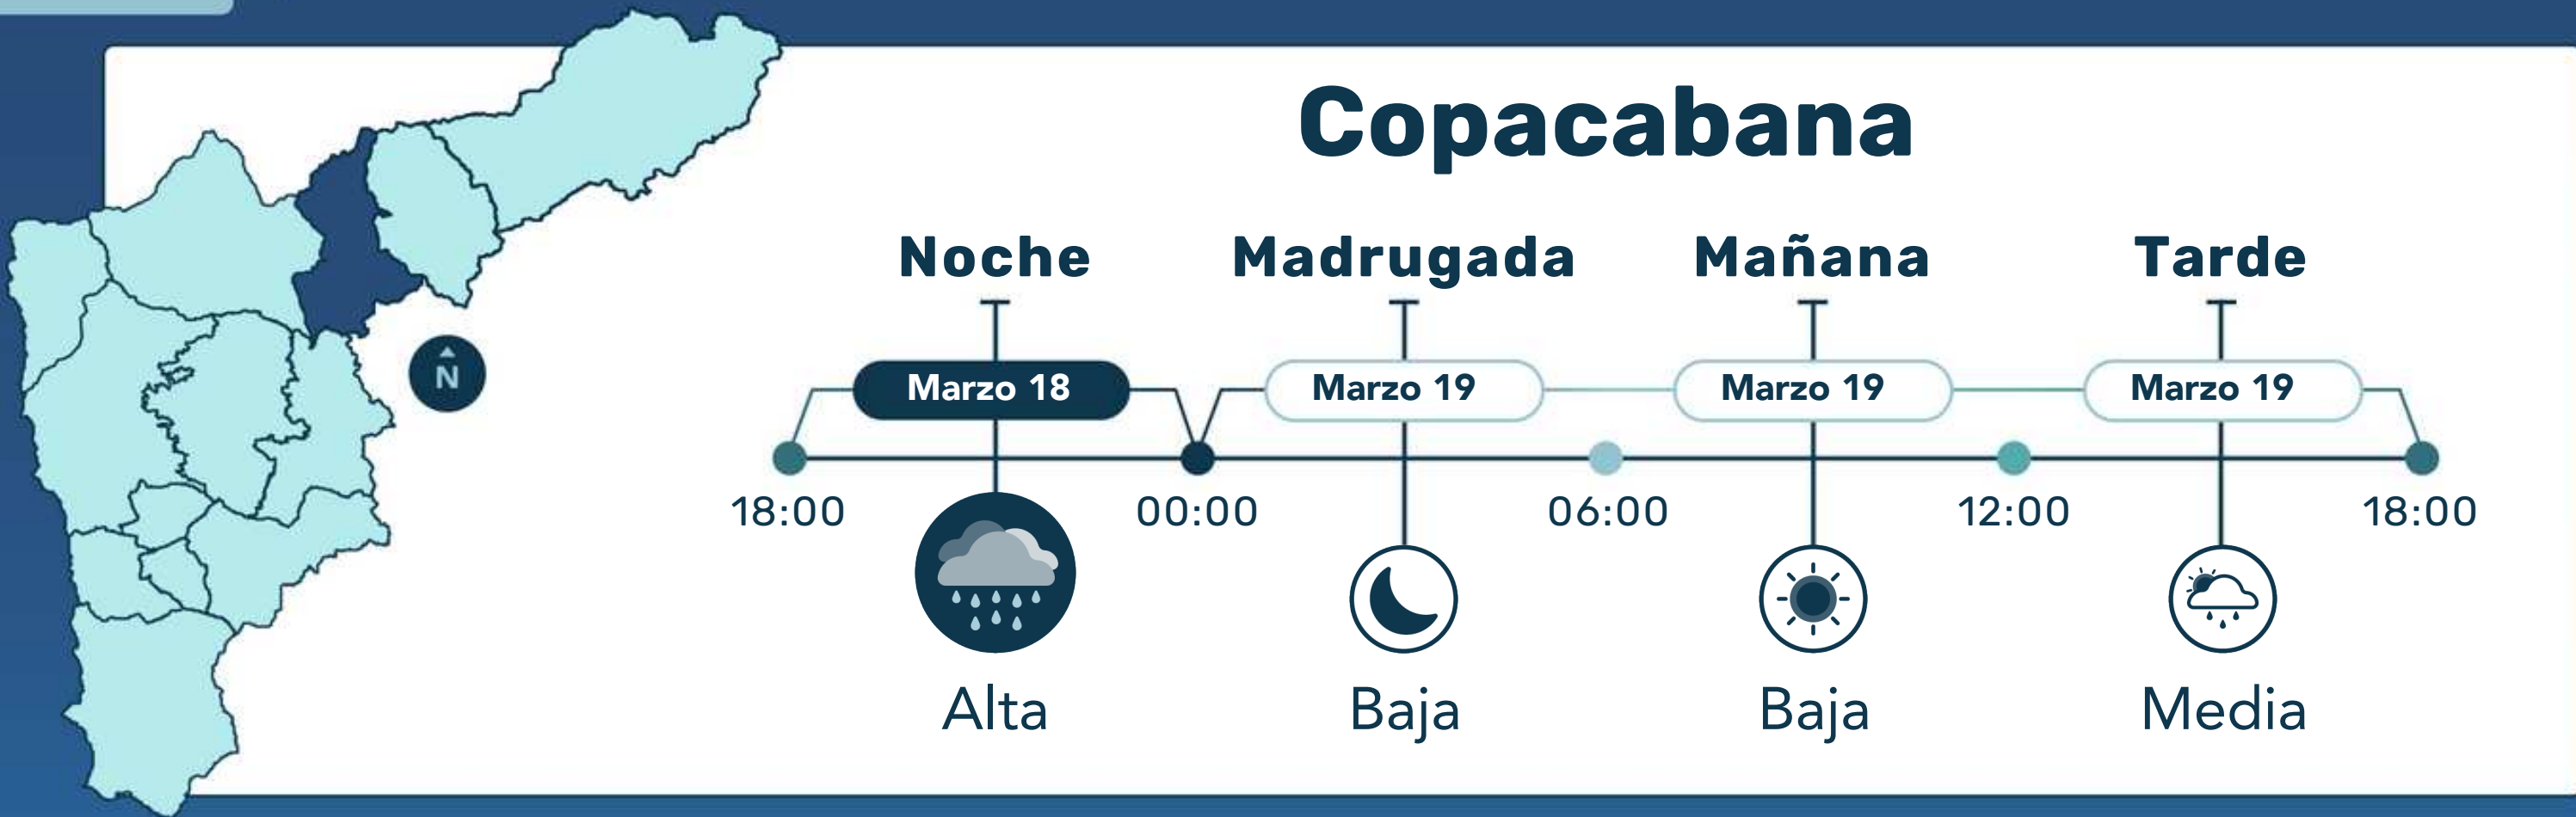 Copacabana
Noche Madrugada Mañana Tarde
Marzo 18 Marzo 19 Marzo 19 Marzo 19
N
18:00 00:00 06:00 12:00 18:00
Alta Baja Baja Media